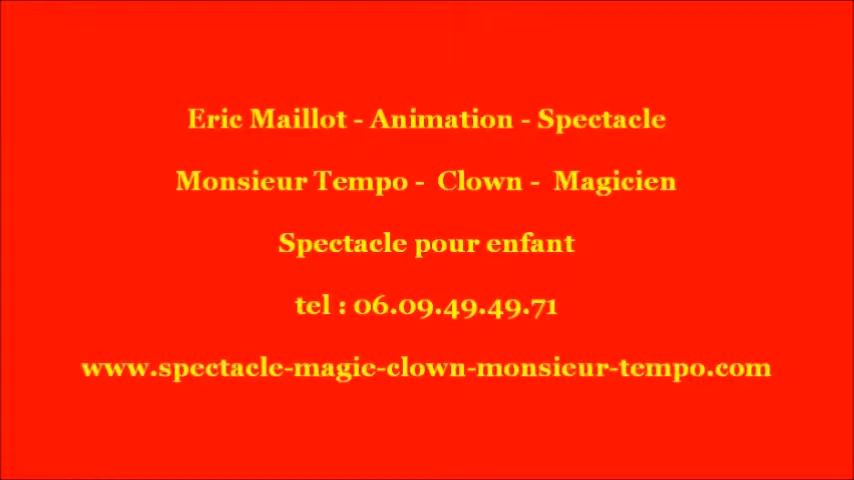 Eric Maillot - Animation - Spectacle
Monsieur Tempo - Clown - Magicien
Spectacle pour enfant
tel : 06.09.49.49.71
www.spectacle-magic-clown-monsieur-tempo.com